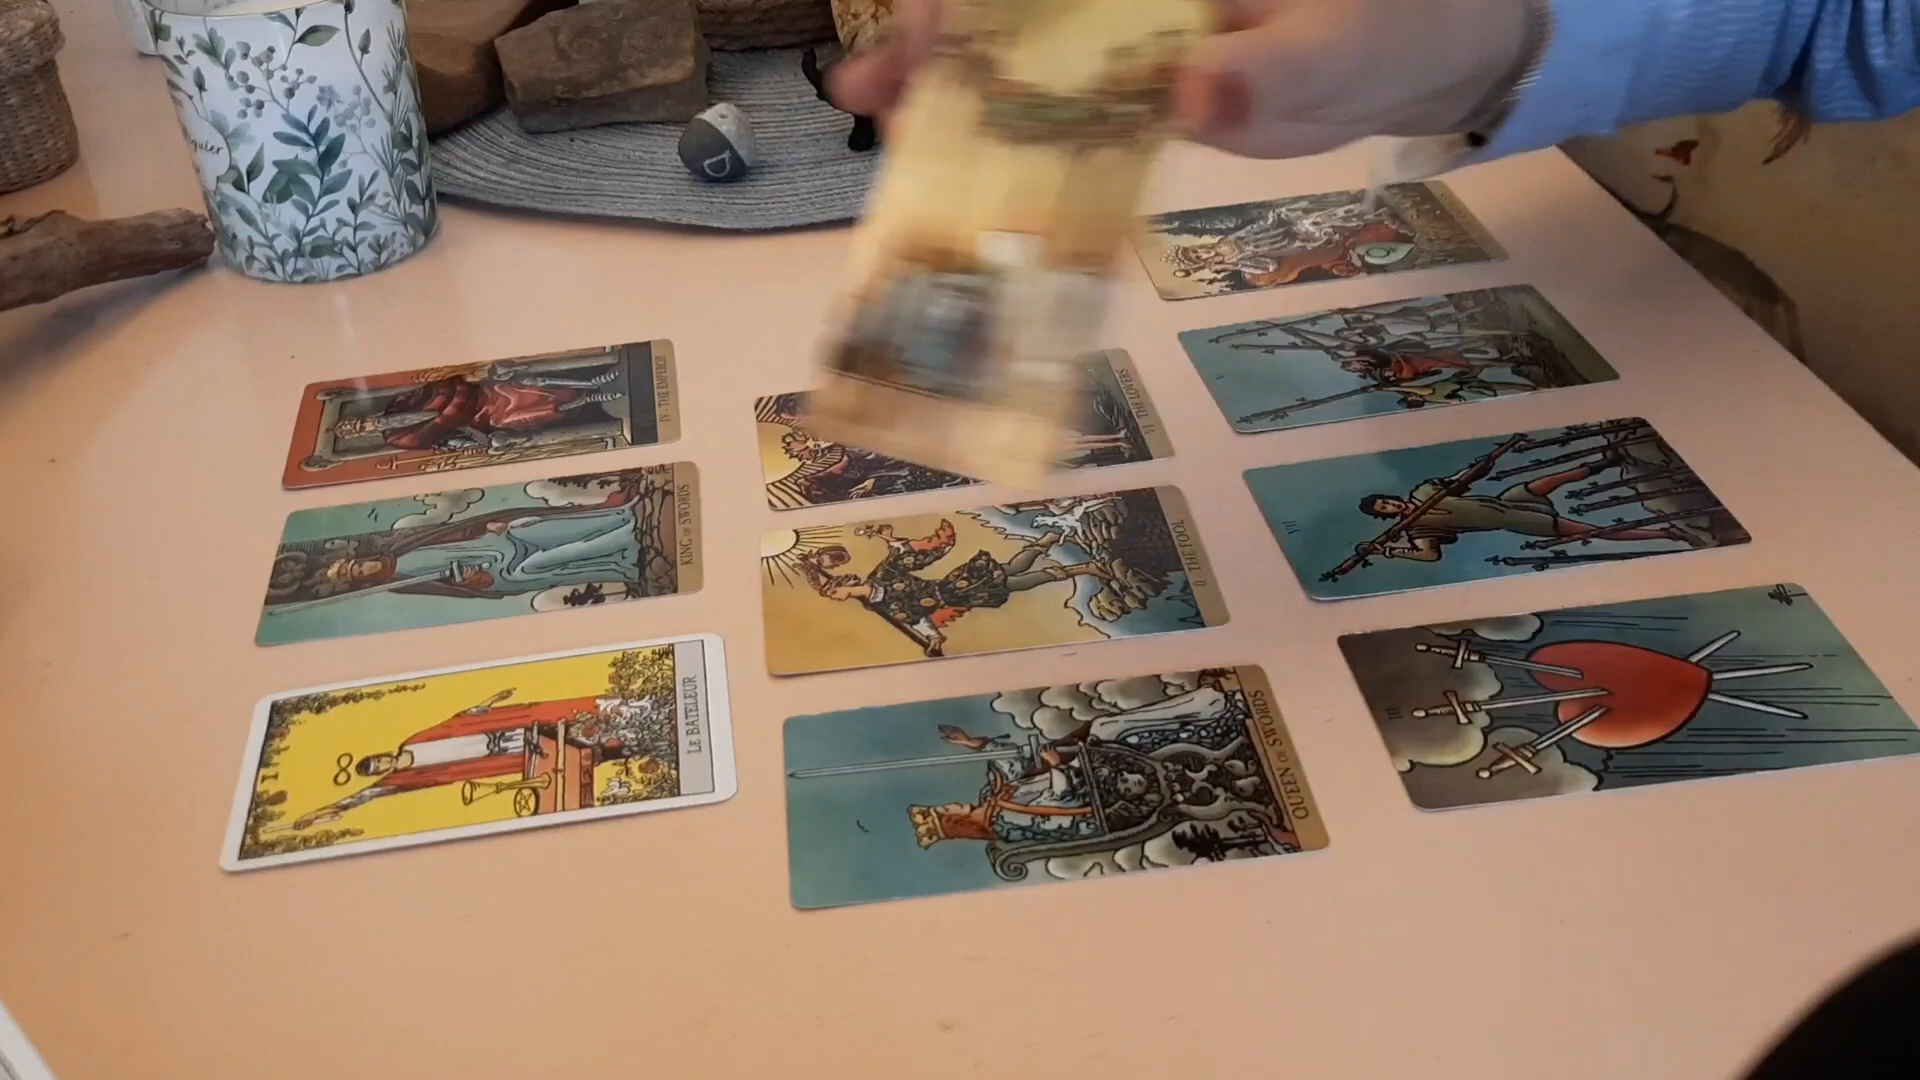 IV · THE EMPEROR
KING OF SWORDS
I
LE BATELEUR
VI THE LOVERS
0 THE FOOL
QUEEN OF SWORDS
VII
III